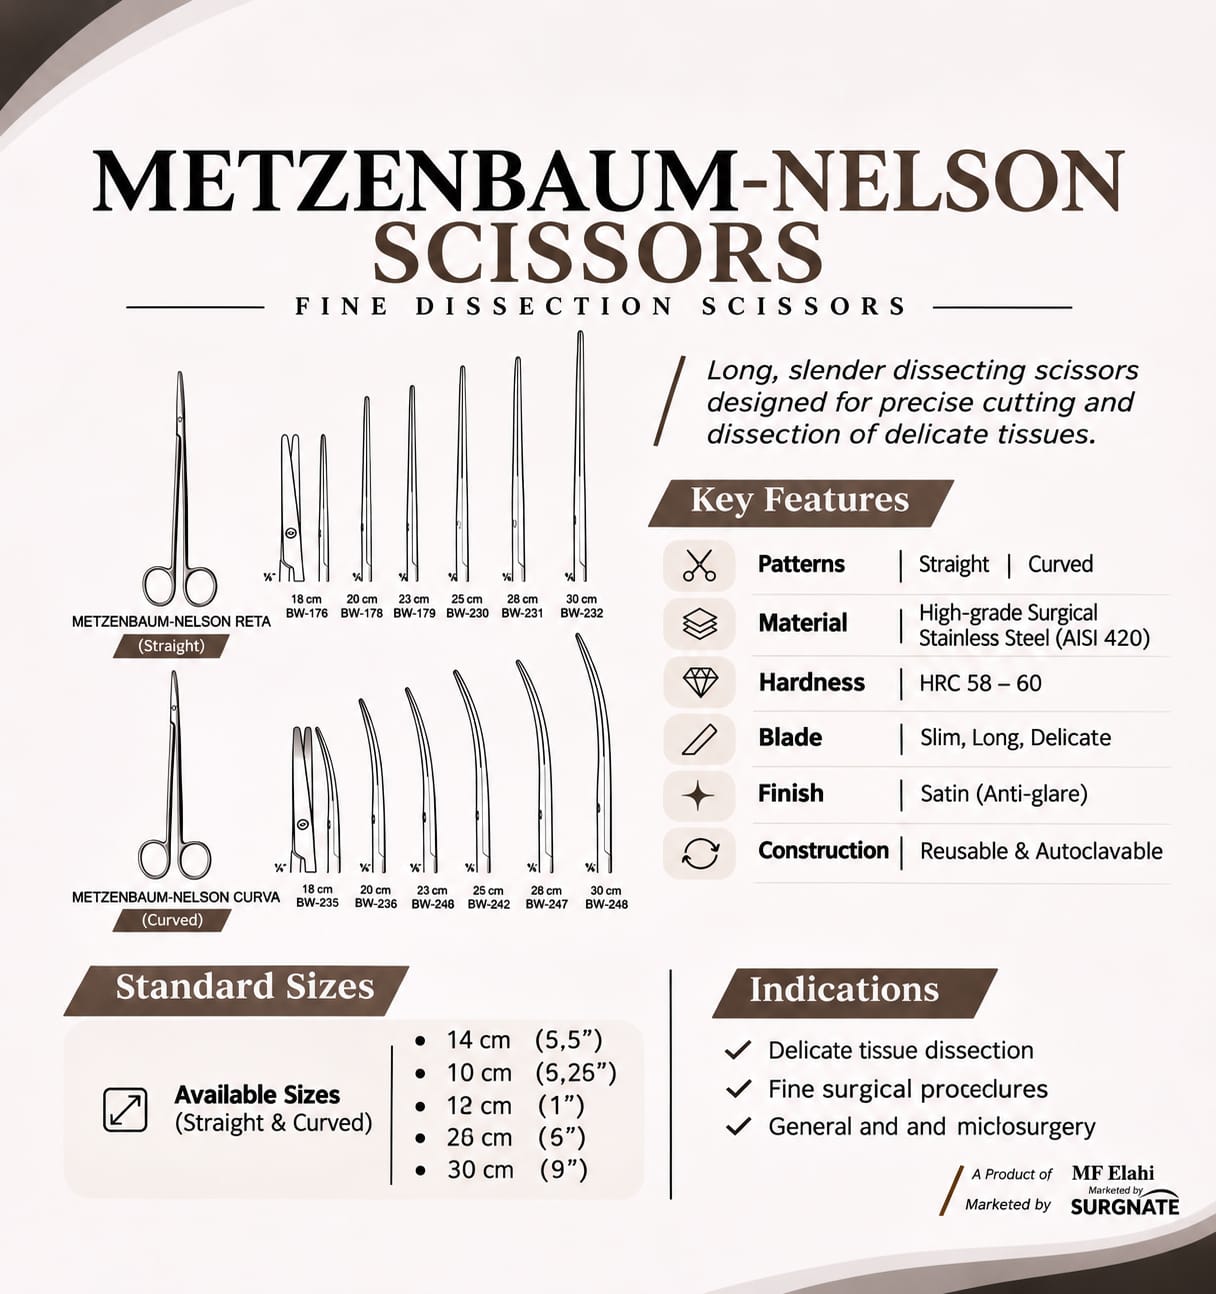 METZENBAUM-NELSON
SCISSORS
FINE DISSECTION SCISSORS
Long, slender dissecting scissors
designed for precise cutting and
dissection of delicate tissues.
18 cm 20 cm 23 cm 25 cm 28 cm 30 cm
BW-176 BW-178 BW-179 BW-230 BW-231 BW-232
METZENBAUM-NELSON RETA
(Straight)
18 cm 20 cm 23 cm 25 cm 28 cm 30 cm
BW-235 BW-236 BW-246 BW-242 BW-247 BW-248
METZENBAUM-NELSON CURVA
(Curved)
Key Features
Patterns | Straight | Curved
Material | High-grade Surgical
Stainless Steel (AISI 420)
Hardness | HRC 58 – 60
Blade | Slim, Long, Delicate
Finish | Satin (Anti-glare)
Construction | Reusable & Autoclavable
Standard Sizes
Available Sizes
(Straight & Curved)
• 14 cm (5,5”)
• 10 cm (5,26”)
• 12 cm (1”)
• 26 cm (6”)
• 30 cm (9”)
Indications
Delicate tissue dissection
Fine surgical procedures
General and and miclosurgery
A Product of MF Elahi
Marketed by
Marketed by SURGNATE